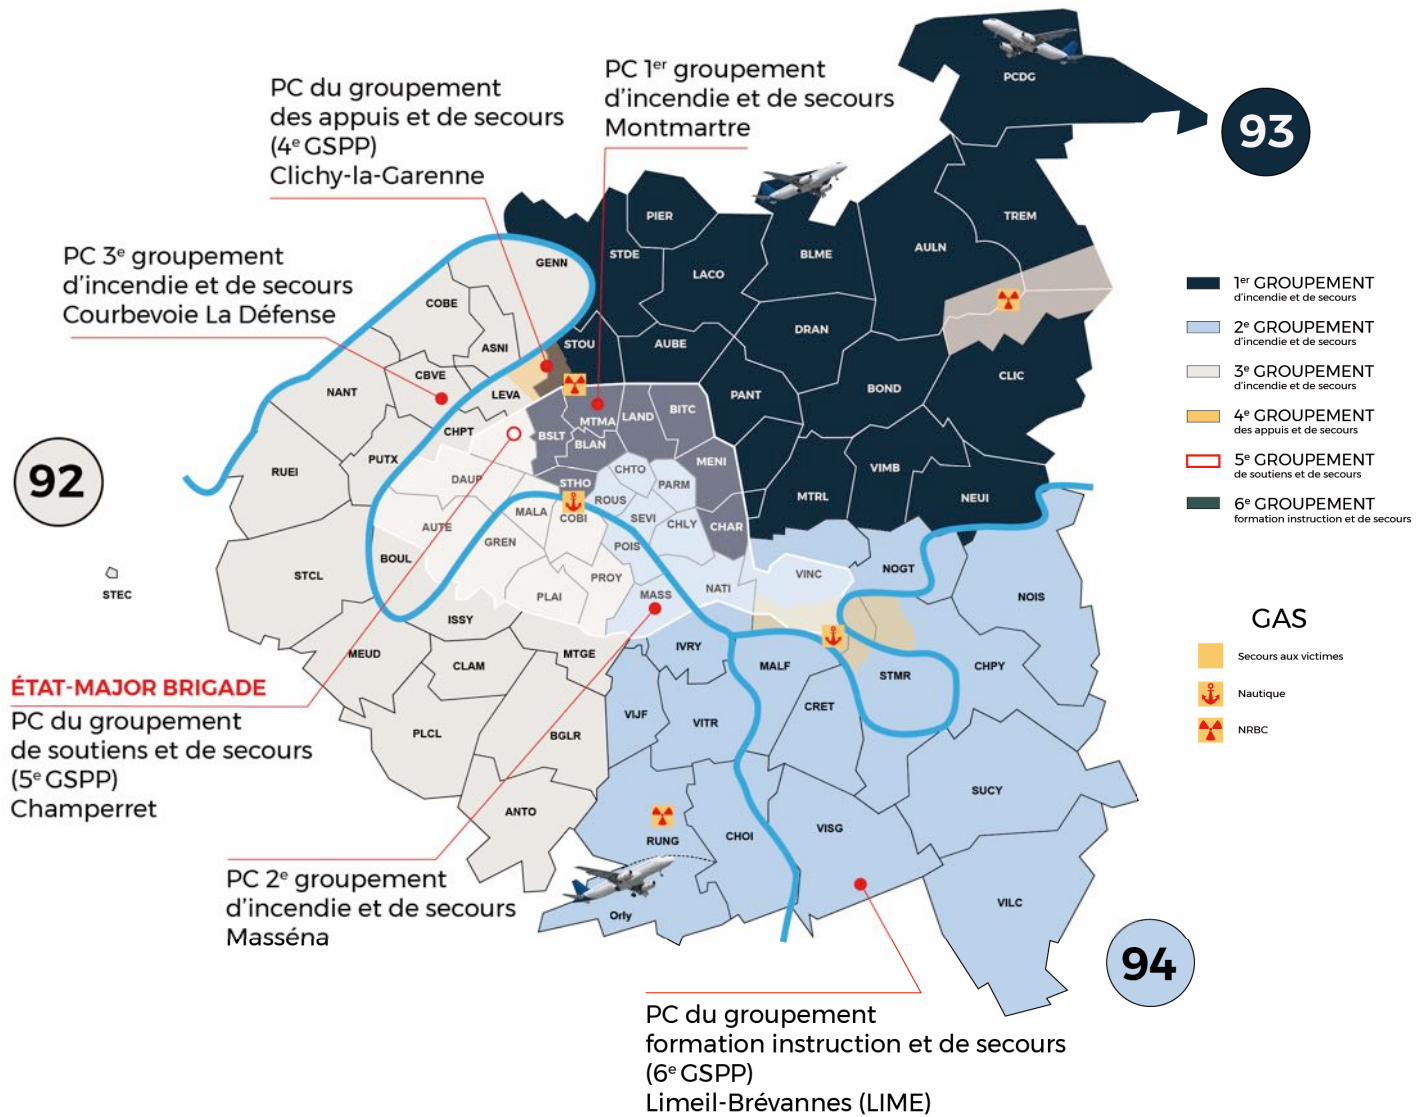 PCDG
93
PC 1er groupement
d'incendie et de secours
Montmartre
PC du groupement
des appuis et de secours
(4e GSPP)
Clichy-la-Garenne
PC 3e groupement
d'incendie et de secours
Courbevoie La Défense
PIER
TREM
STDE
BLME
AULN
GENN
LACO
COBE
DRAN
ASNI
STOU
AUBE
CBVE
CLIC
NANT
LEVA
PANT
BOND
MTMA
LAND
BITC
CHPT
BSLT
BLAN
PUTX
MENI
VIMB
RUEI
DAUP
STHO
CHTO
PARM
MTRL
NEUI
ROUS
MALA
COBI
SEVI
CHLY
CHAR
AUTE
GREN
POIS
BOUL
STCL
PROY
VINC
NOGT
NATI
PLAI
MASS
NOIS
ISSY
IVRY
MEUD
CLAM
MTGE
MALF
CHPY
STMR
CRET
VIJF
VITR
PLCL
BGLR
SUCY
ANTO
RUNG
CHOI
VISG
Orly
VILC
92
STEC
94
ÉTAT-MAJOR BRIGADE
PC du groupement
de soutiens et de secours
(5e GSPP)
Champerret
PC 2e groupement
d'incendie et de secours
Masséna
PC du groupement
formation instruction et de secours
(6e GSPP)
Limeil-Brévannes (LIME)
1er GROUPEMENT
d'incendie et de secours
2e GROUPEMENT
d'incendie et de secours
3e GROUPEMENT
d'incendie et de secours
4e GROUPEMENT
des appuis et de secours
5e GROUPEMENT
de soutiens et de secours
6e GROUPEMENT
formation instruction et de secours
GAS
Secours aux victimes
Nautique
NRBC